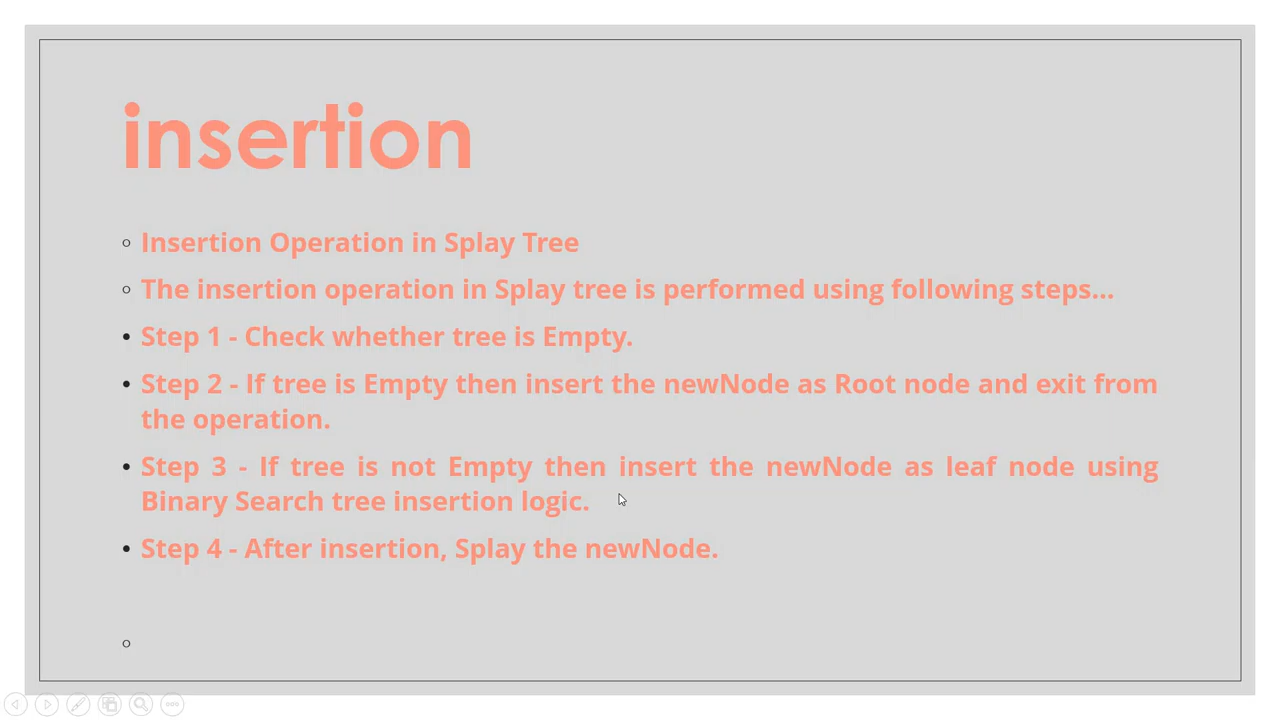 insertion
Insertion Operation in Splay Tree
The insertion operation in Splay tree is performed using following steps...
Step 1 - Check whether tree is Empty.
Step 2 - If tree is Empty then insert the newNode as Root node and exit from
the operation.
Step 3 - If tree is not Empty then insert the newNode as leaf node using
Binary Search tree insertion logic.
Step 4 - After insertion, Splay the newNode.